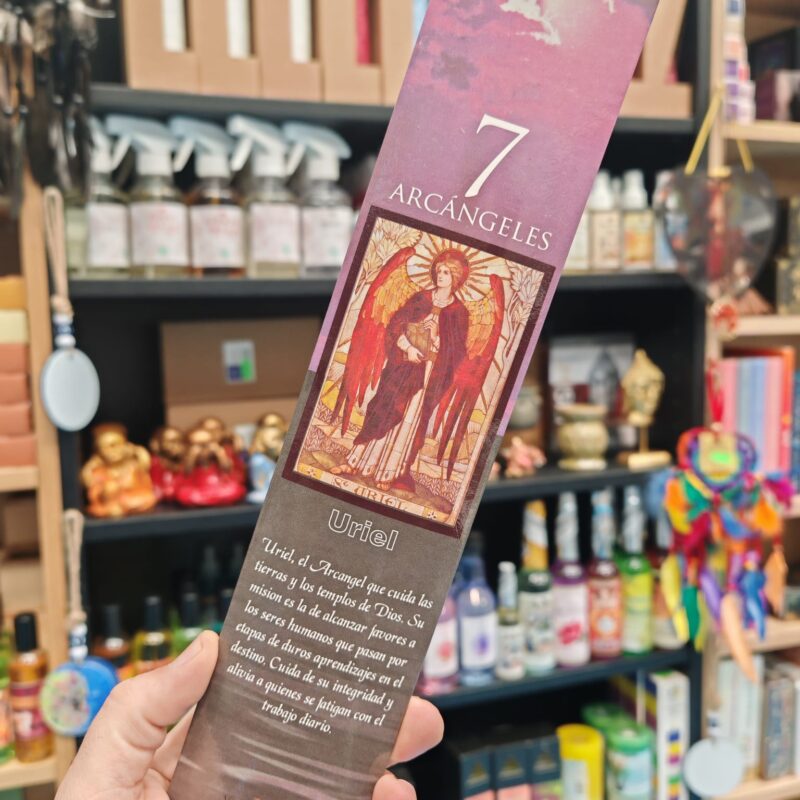 7
ARCÁNGELES
Sᵗᵉ URIEL
Uriel
Uriel, el Arcangel que cuida las
tierras y los templos de Dios. Su
mision es la de alcanzar favores a
los seres humanos que pasan por
etapas de duros aprendizajes en el
destino. Cuida de su integridad y
alivia a quienes se fatigan con el
trabajo diario.